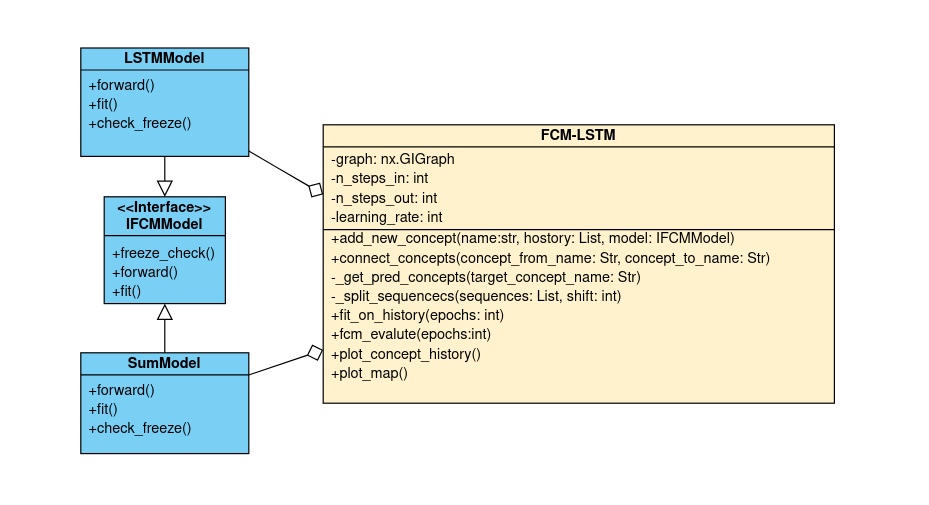 LSTMModel
+forward()
+fit()
+check_freeze()
<<Interface>>
IFCMModel
+freeze_check()
+forward()
+fit()
SumModel
+forward()
+fit()
+check_freeze()
FCM-LSTM
-graph: nx.GIGraph
-n_steps_in: int
-n_steps_out: int
-learning_rate: int
+add_new_concept(name:str, hostory: List, model: IFCMModel)
+connect_concepts(concept_from_name: Str, concept_to_name: Str)
-_get_pred_concepts(target_concept_name: Str)
-_split_sequencecs(sequences: List, shift: int)
+fit_on_history(epochs: int)
+fcm_evalute(epochs:int)
+plot_concept_history()
+plot_map()